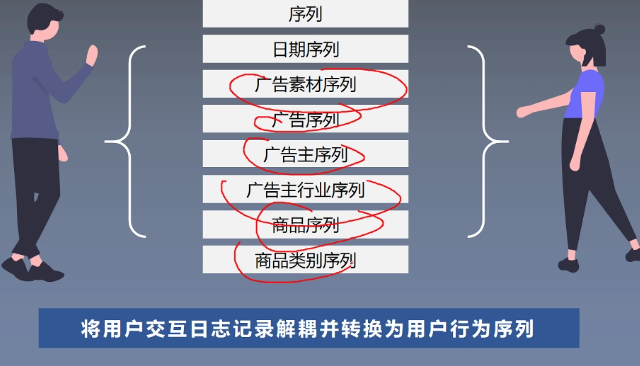 序列
日期序列
广告素材序列
广告序列
广告主序列
广告主行业序列
商品序列
商品类别序列
将用户交互日志记录解耦并转换为用户行为序列